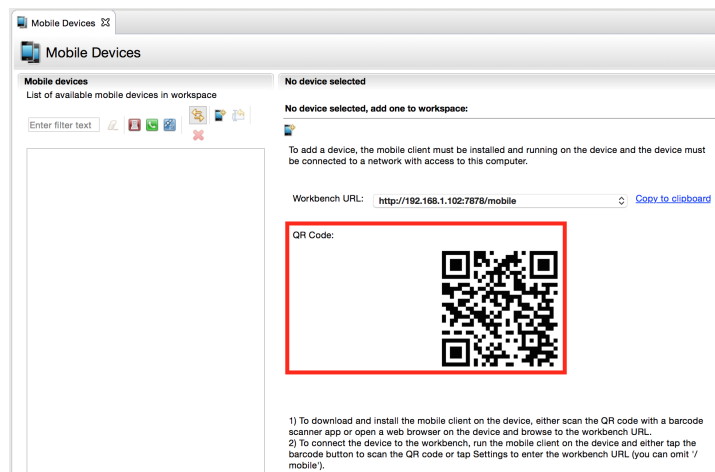 Mobile Devices
Mobile Devices
Mobile devices
List of available mobile devices in workspace
Enter filter text
No device selected
No device selected, add one to workspace:
To add a device, the mobile client must be installed and running on the device and the device must
be connected to a network with access to this computer.
Workbench URL: http://192.168.1.102:7878/mobile Copy to clipboard
QR Code:
1) To download and install the mobile client on the device, either scan the QR code with a barcode
scanner app or open a web browser on the device and browse to the workbench URL.
2) To connect the device to the workbench, run the mobile client on the device and either tap the
barcode button to scan the QR code or tap Settings to enter the workbench URL (you can omit '/
mobile').